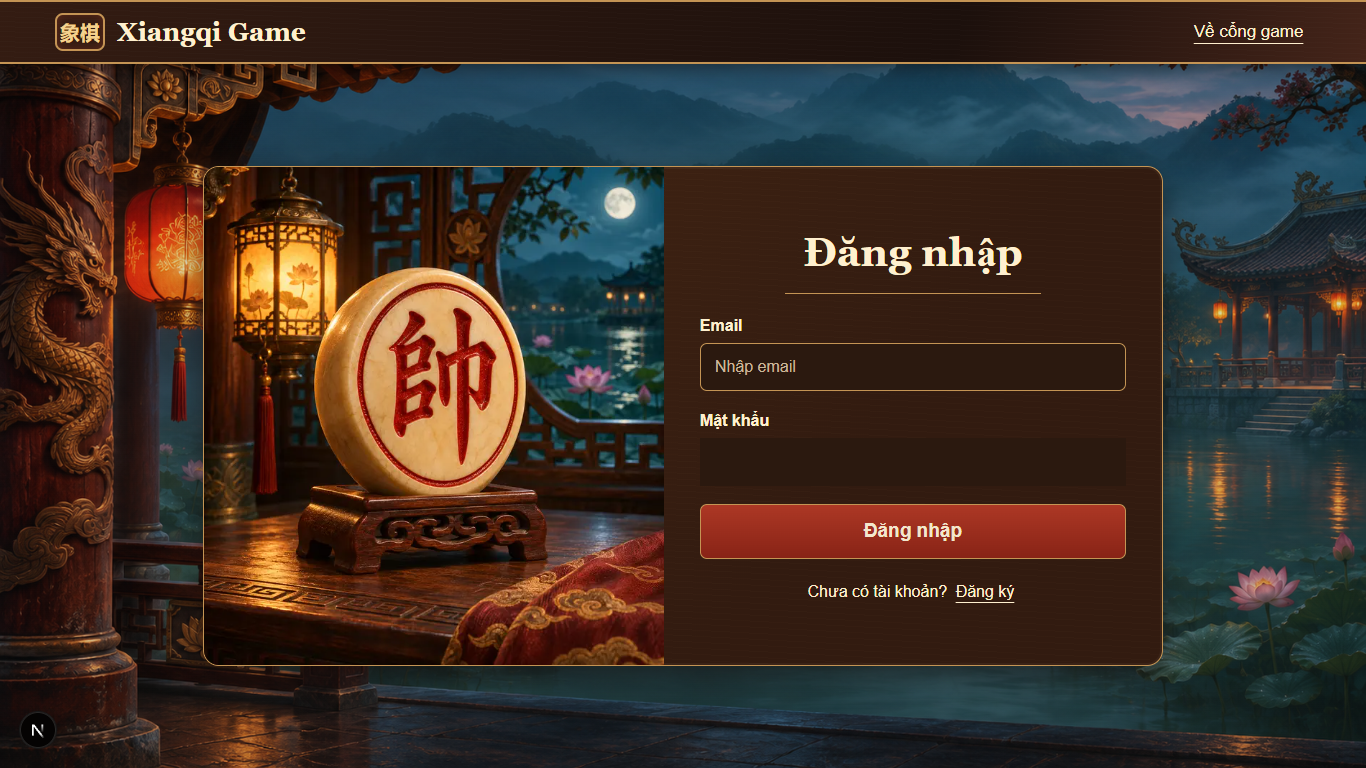 象棋 Xiangqi Game
Về cổng game
帥
Đăng nhập
Email
Nhập email
Mật khẩu
Đăng nhập
Chưa có tài khoản? Đăng ký
N